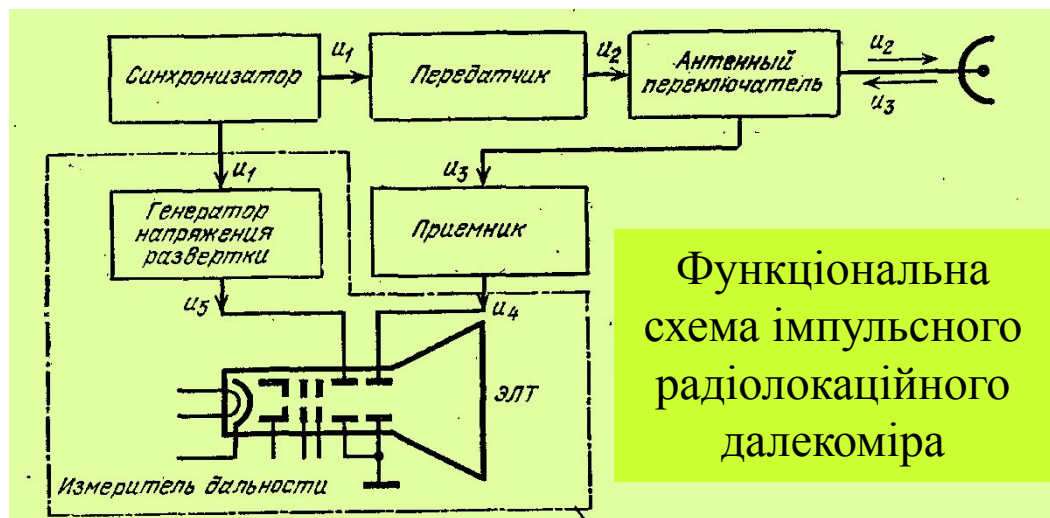 Синхронизатор
u1
Передатчик
u2
Антенный
переключатель
u2
u3
u1
u3
Генератор
напряжения
развертки
Приемник
u5
u4
ЭЛТ
Измеритель дальности
Функціональна
схема імпульсного
радіолокаційного
далекоміра